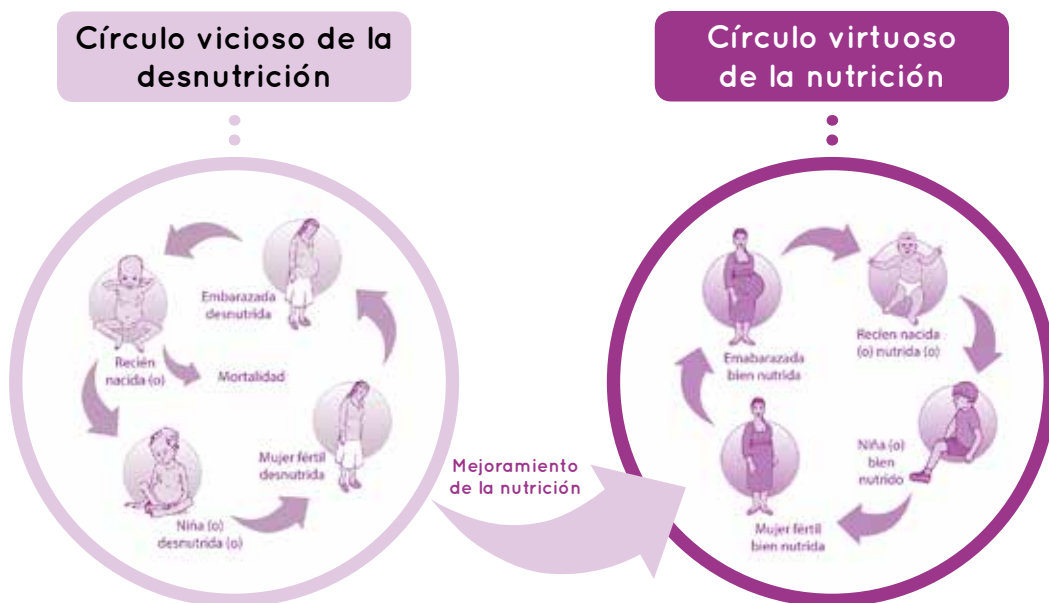 Círculo vicioso de la
desnutrición
Círculo virtuoso
de la nutrición
Embarazada
desnutrida
Recién
nacida (o)
Mortalidad
Mujer fértil
desnutrida
Niña (o)
desnutrida (o)
Mejoramiento
de la nutrición
Emabarazada
bien nutrida
Recien nacida
(o) nutrida (o)
Niña (o)
bien
nutrido
Mujer fértil
bien nutrida